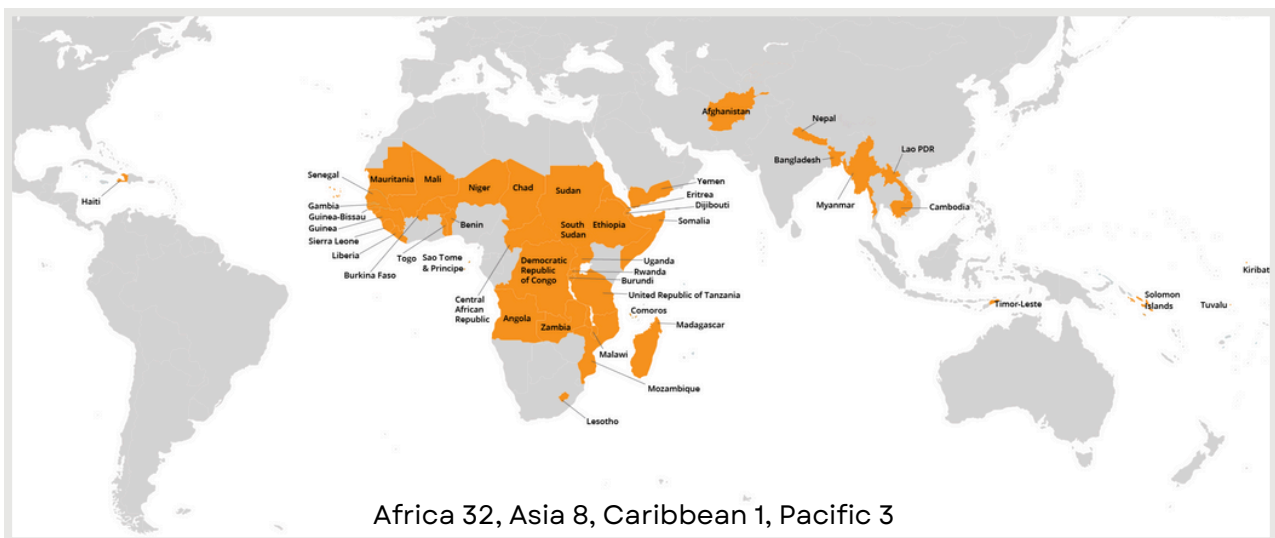 Afghanistan
Nepal
Lao PDR
Bangladesh
Myanmar
Cambodia
Senegal
Mauritania
Mali
Niger
Chad
Sudan
Yemen
Eritrea
Djibouti
Haiti
Gambia
Guinea-Bissau
Guinea
Sierra Leone
Liberia
Burkina Faso
Togo
Sao Tome
& Principe
Benin
South
Sudan
Ethiopia
Somalia
Central
African
Republic
Democratic
Republic
of Congo
Uganda
Rwanda
Burundi
United Republic of Tanzania
Comoros
Madagascar
Angola
Zambia
Malawi
Mozambique
Lesotho
Timor-Leste
Solomon
Islands
Tuvalu
Kiribat
Africa 32, Asia 8, Caribbean 1, Pacific 3